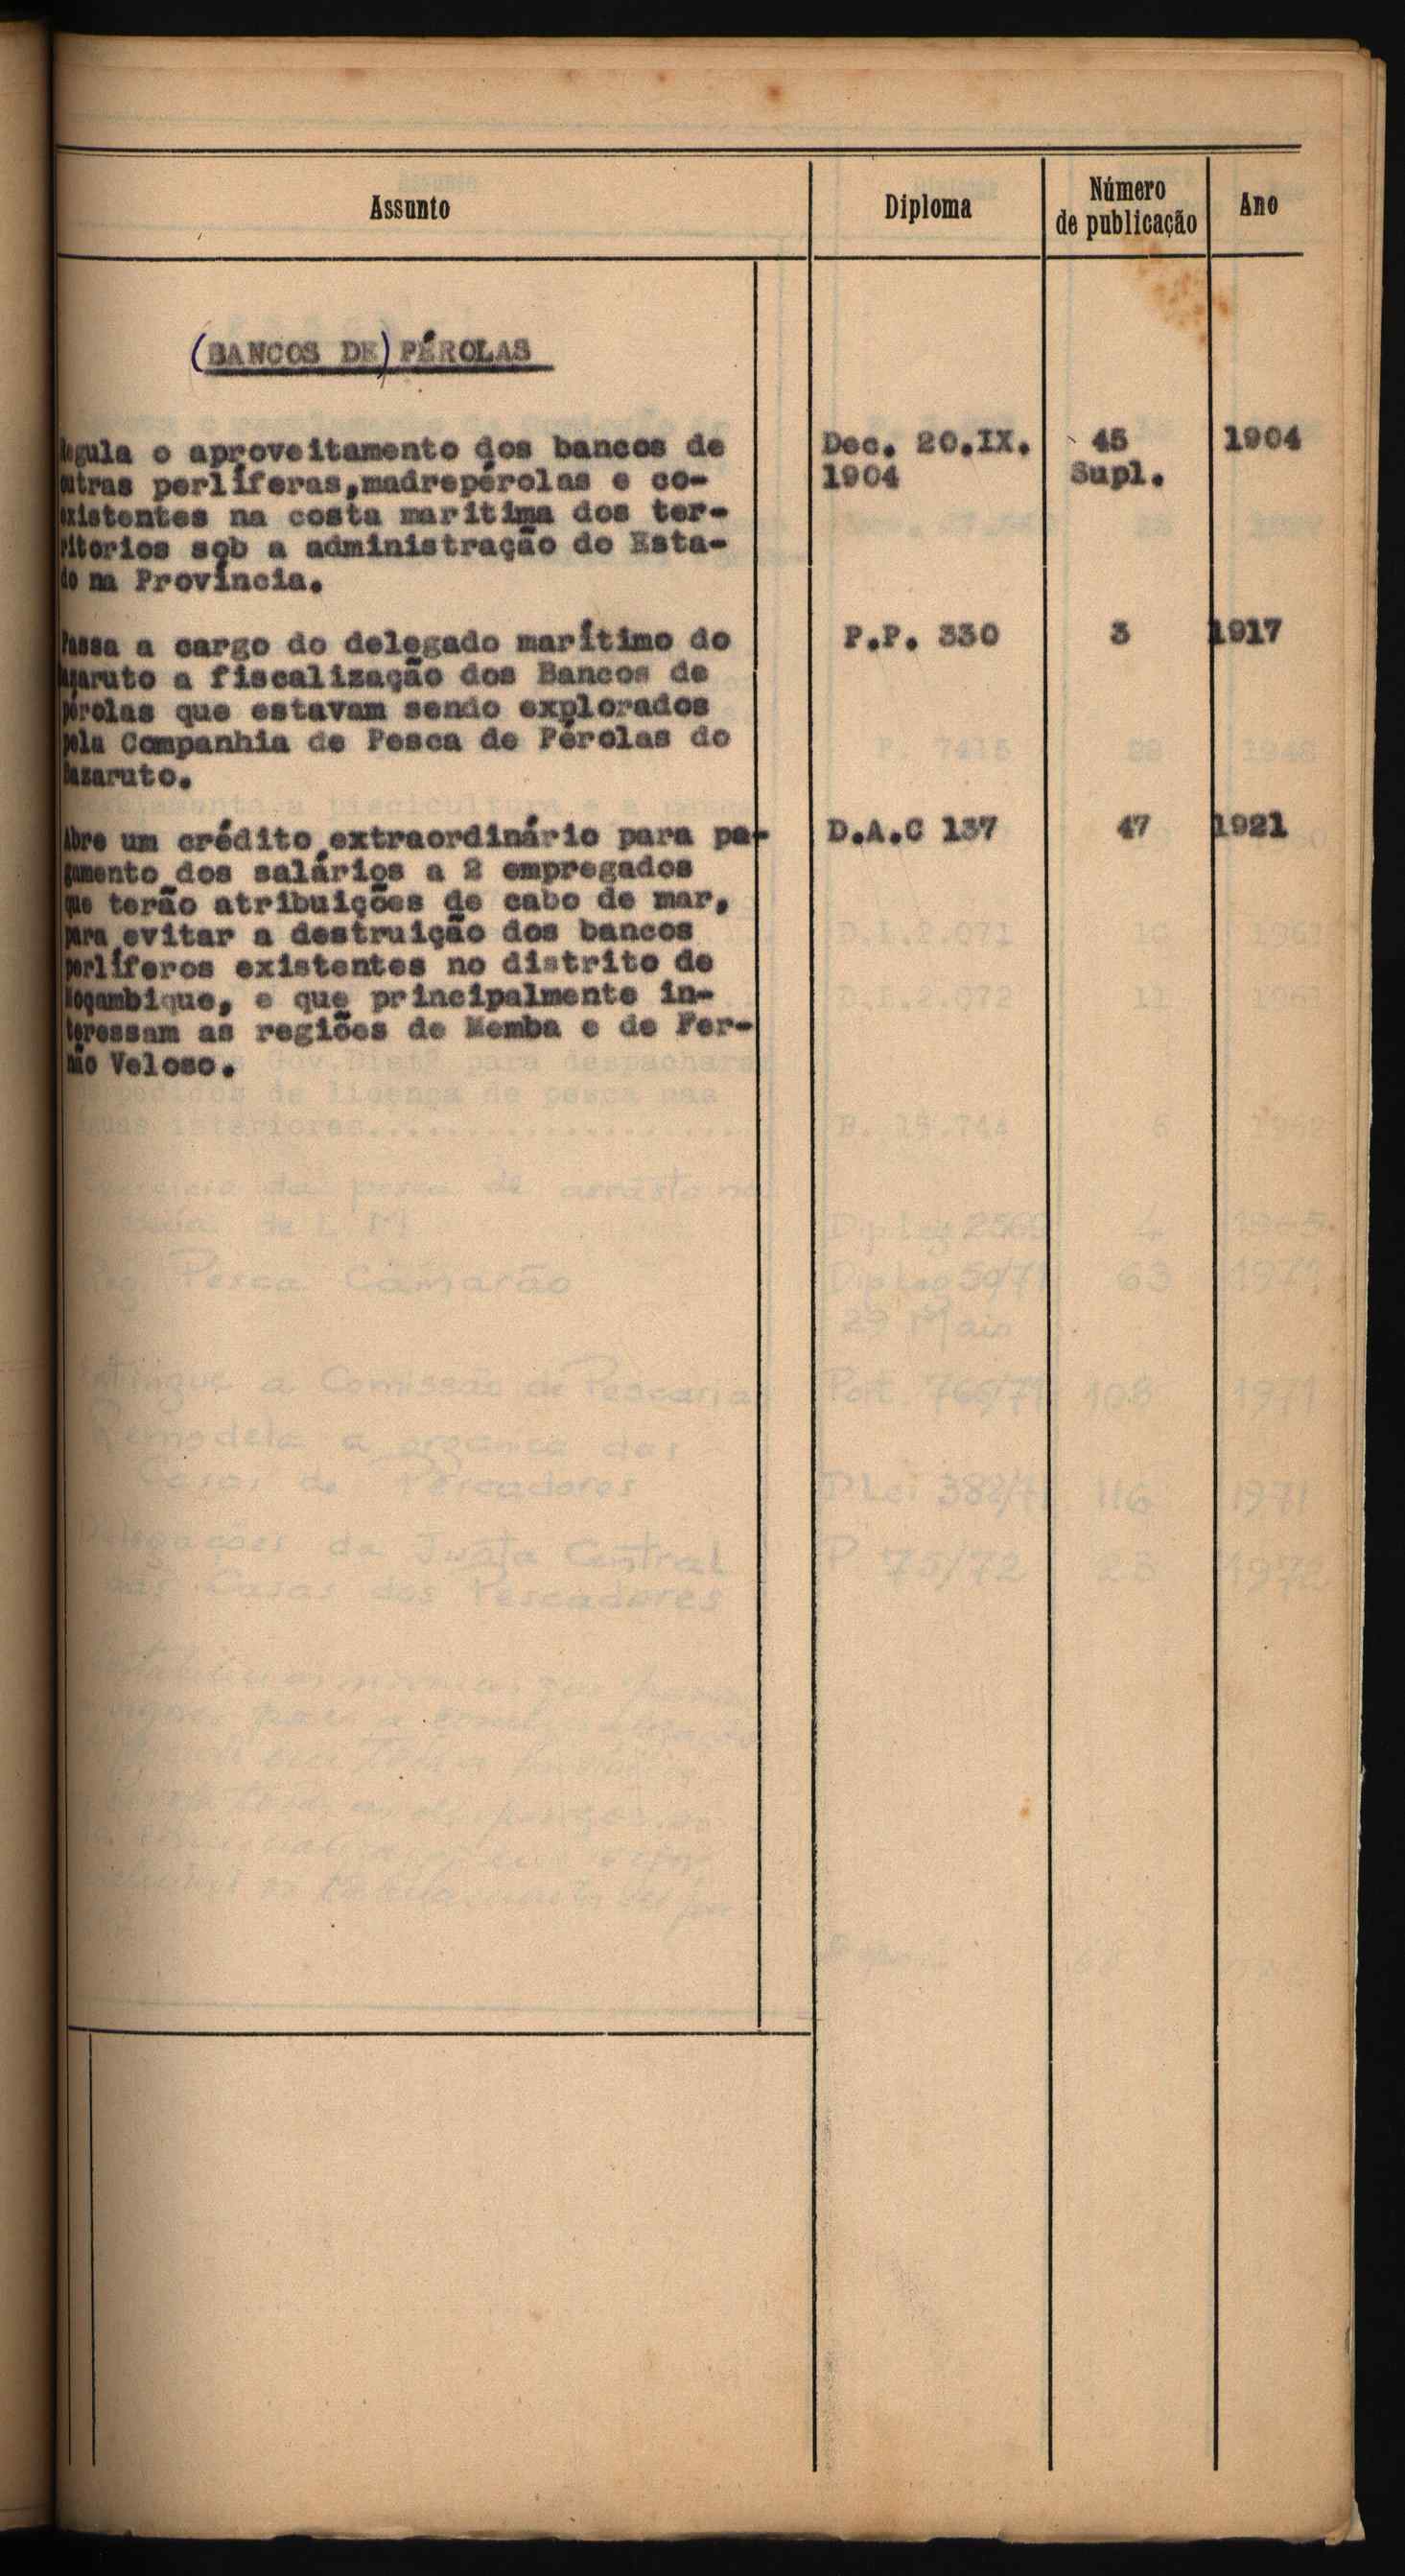 Assunto
Diploma
Número
de publicação
Ano
(BANCOS DE) PÉROLAS
Regula o aproveitamento dos bancos de
ostras perlíferas, madrepérolas e co-
existentes na costa maritima dos ter-
ritorios sob a administração do Esta-
do na Província.
Dec. 20.IX.
1904
45
Supl.
1904
Passa a cargo do delegado marítimo do
Bazaruto a fiscalização dos Bancos de
pérolas que estavam sendo explorados
pela Companhia de Pesca de Pérolas do
Bazaruto.
P.P. 330
3
1917
Abre um crédito extraordinário para pa-
gamento dos salários a 2 empregados
que terão atribuições de cabo de mar,
para evitar a destruição dos bancos
perlíferos existentes no distrito de
Moçambique, e que principalmente in-
teressam as regiões de Memba e de Fer-
não Veloso.
D.A.C 137
47
1921